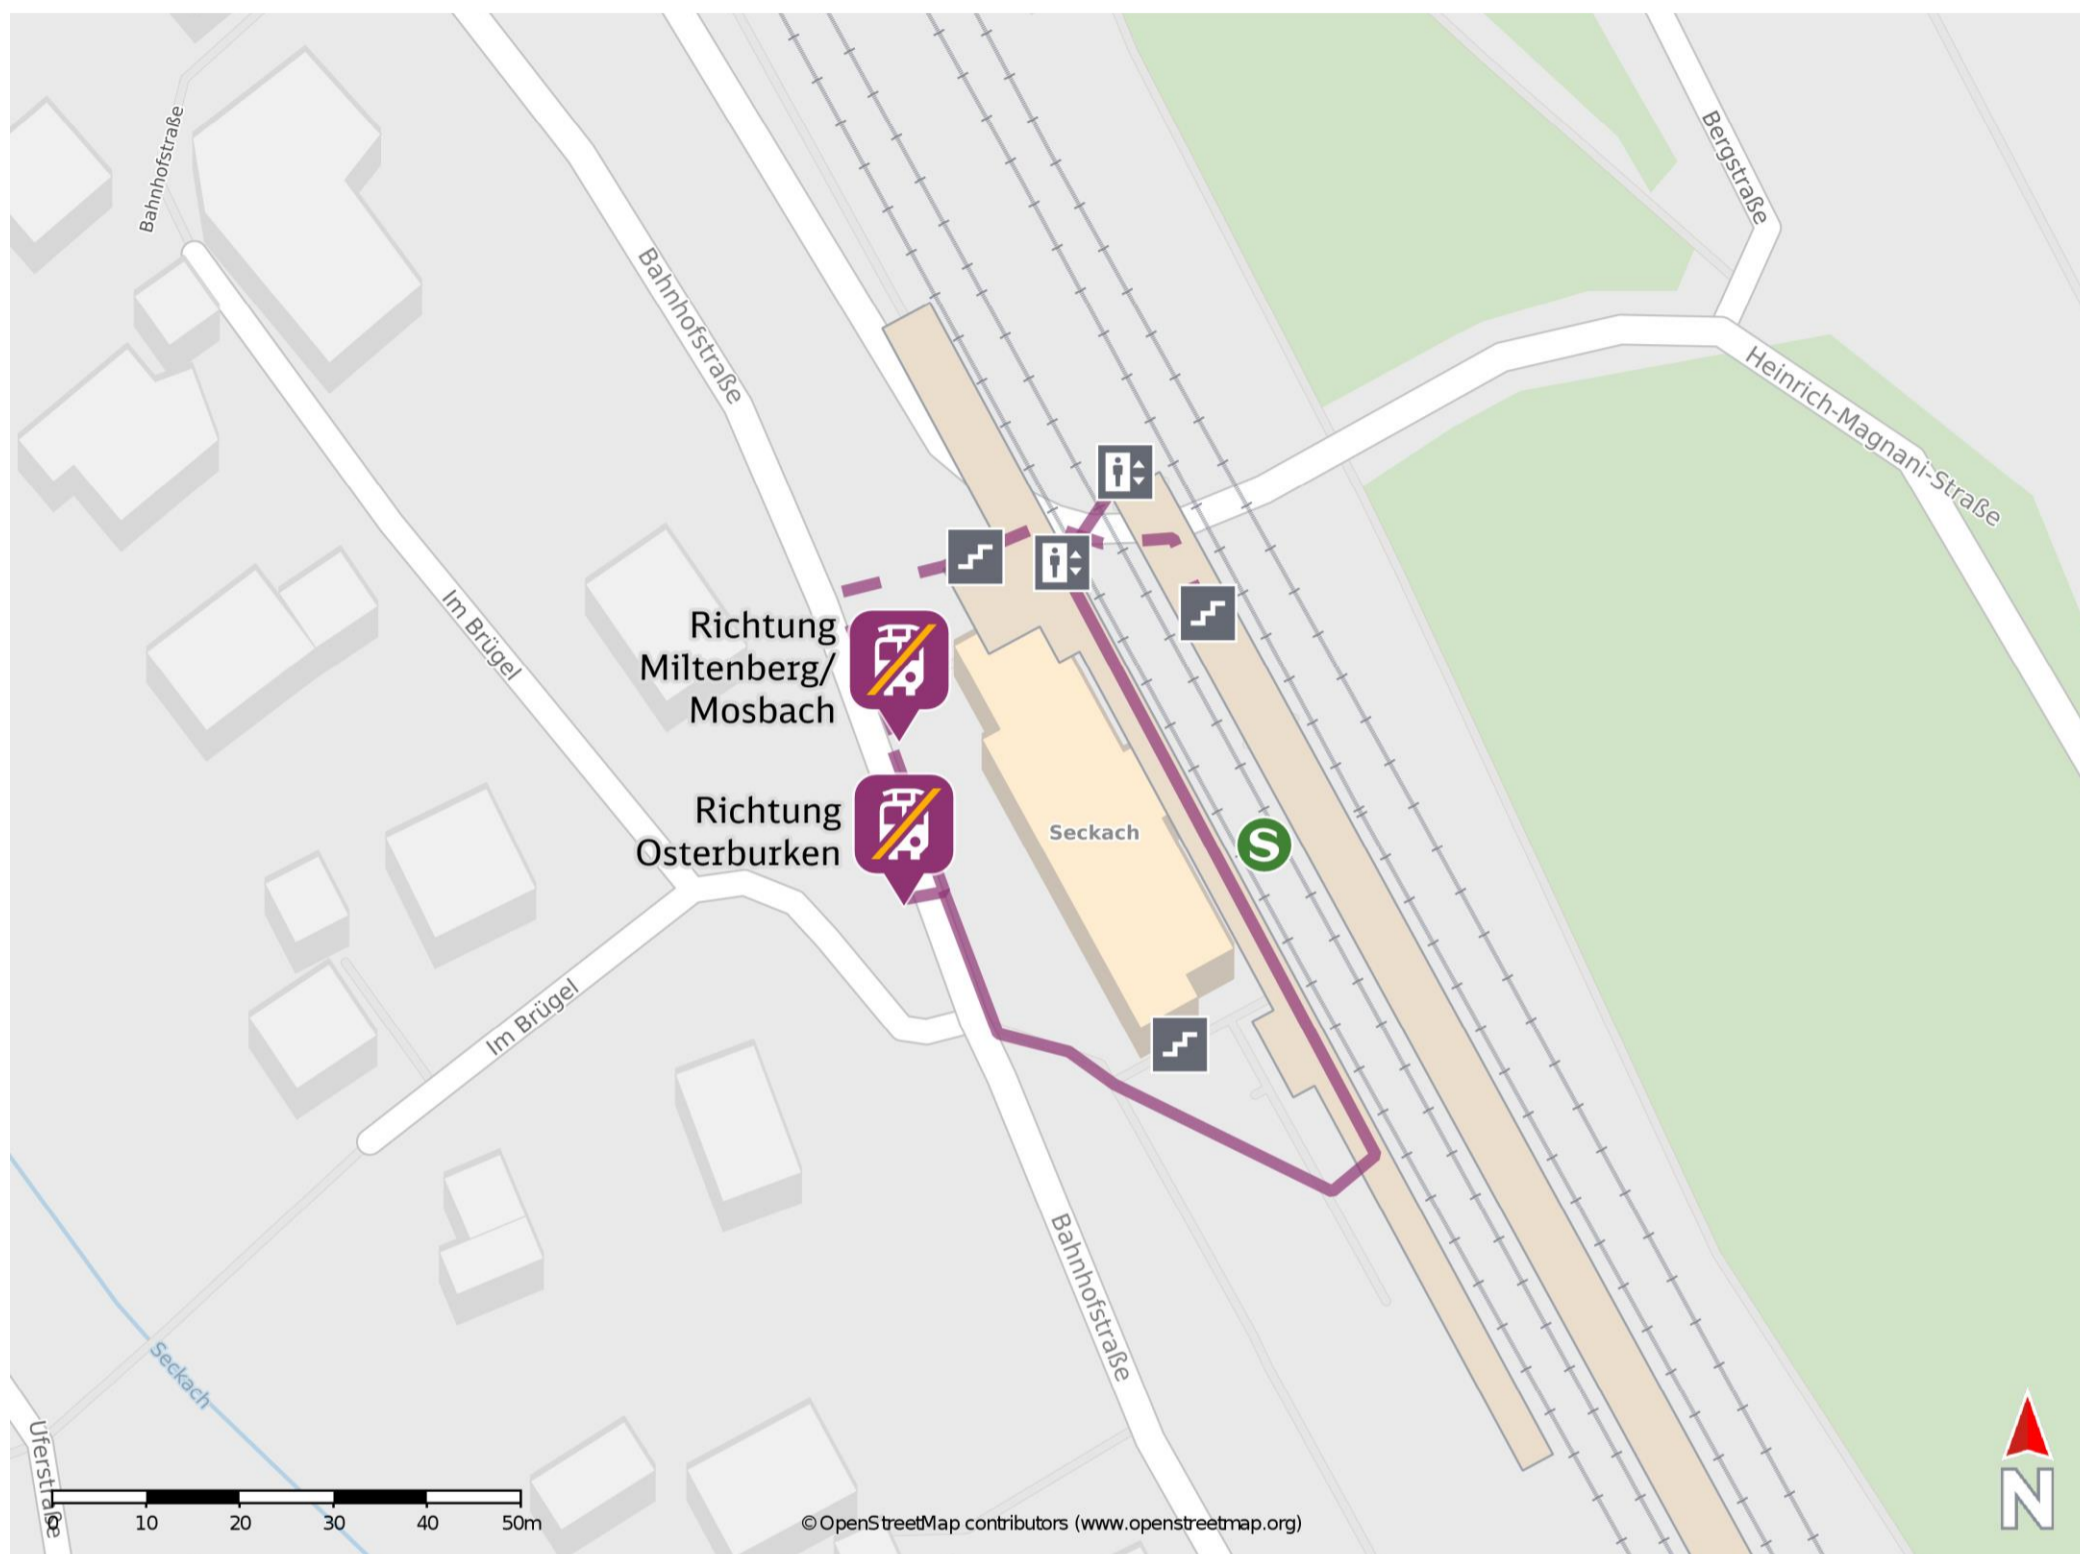 Bahnhofstraße
Bergstraße
Bahnhofstraße
Heinrich-Magnani-Straße
Im Brügel
Richtung
Miltenberg/
Mosbach
Richtung
Osterburken
Seckach
S
Im Brügel
Bahnhofstraße
Seckach
Uferstraße
0 10 20 30 40 50m
© OpenStreetMap contributors (www.openstreetmap.org)
N